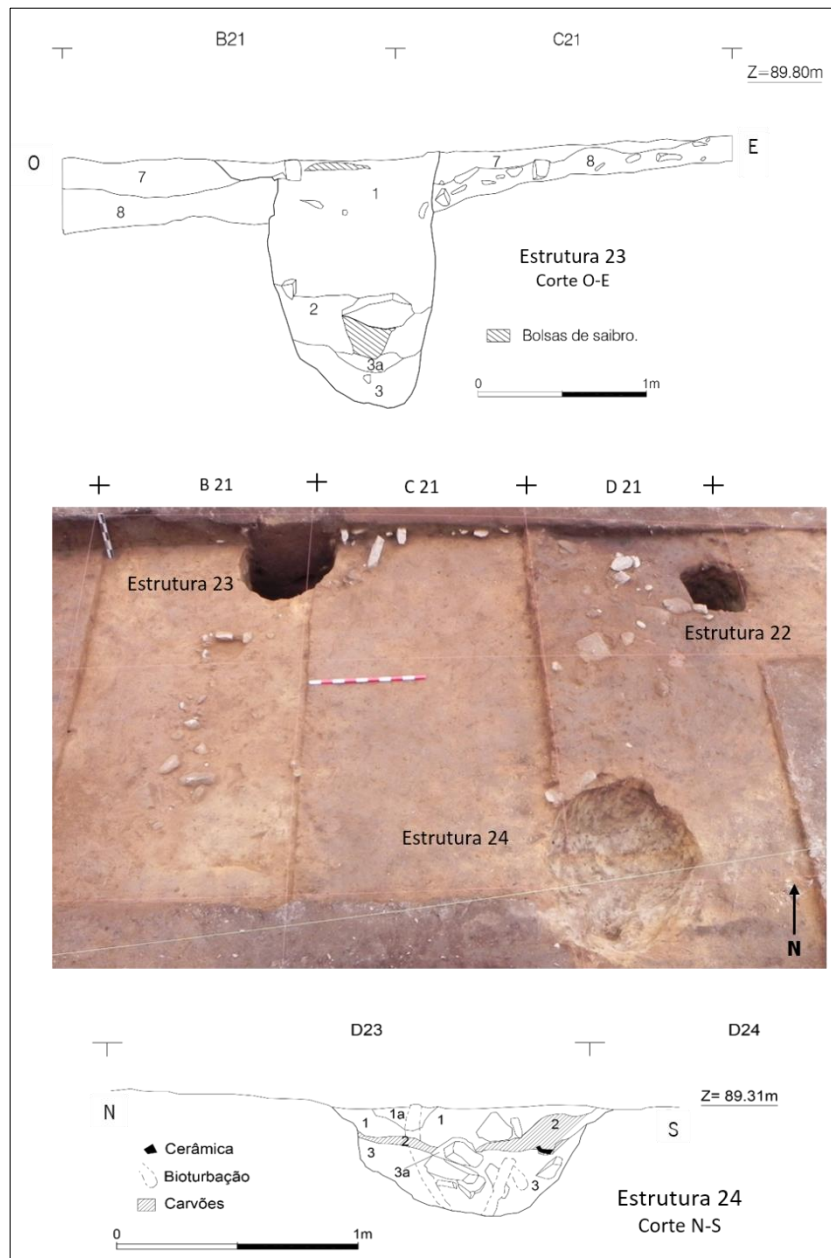 B21 C21
Z=89.80m
O E
7 7 8
8 1
Estrutura 23
Corte O-E
2
Bolsas de saibro.
3a
3
0 1m
B 21 C 21 D 21
Estrutura 23
Estrutura 22
Estrutura 24
N
D23 D24
N Z= 89.31m
1 1a 1 2 S
Cerâmica 2
Bioturbação 3 3a 3
Carvões
Estrutura 24
Corte N-S
0 1m